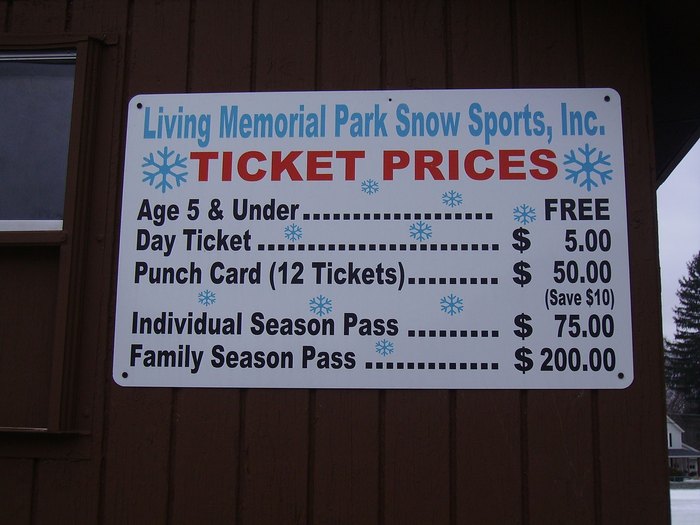 Living Memorial Park Snow Sports, Inc.
TICKET PRICES
Age 5 & Under....................... FREE
Day Ticket ............................. $ 5.00
Punch Card (12 Tickets)........... $ 50.00
(Save $10)
Individual Season Pass ........... $ 75.00
Family Season Pass ................ $ 200.00